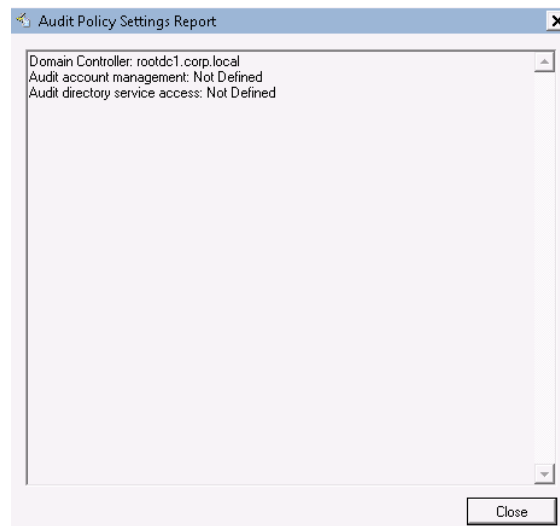 Audit Policy Settings Report
Domain Controller: rootdc1.corp.local
Audit account management: Not Defined
Audit directory service access: Not Defined
Close